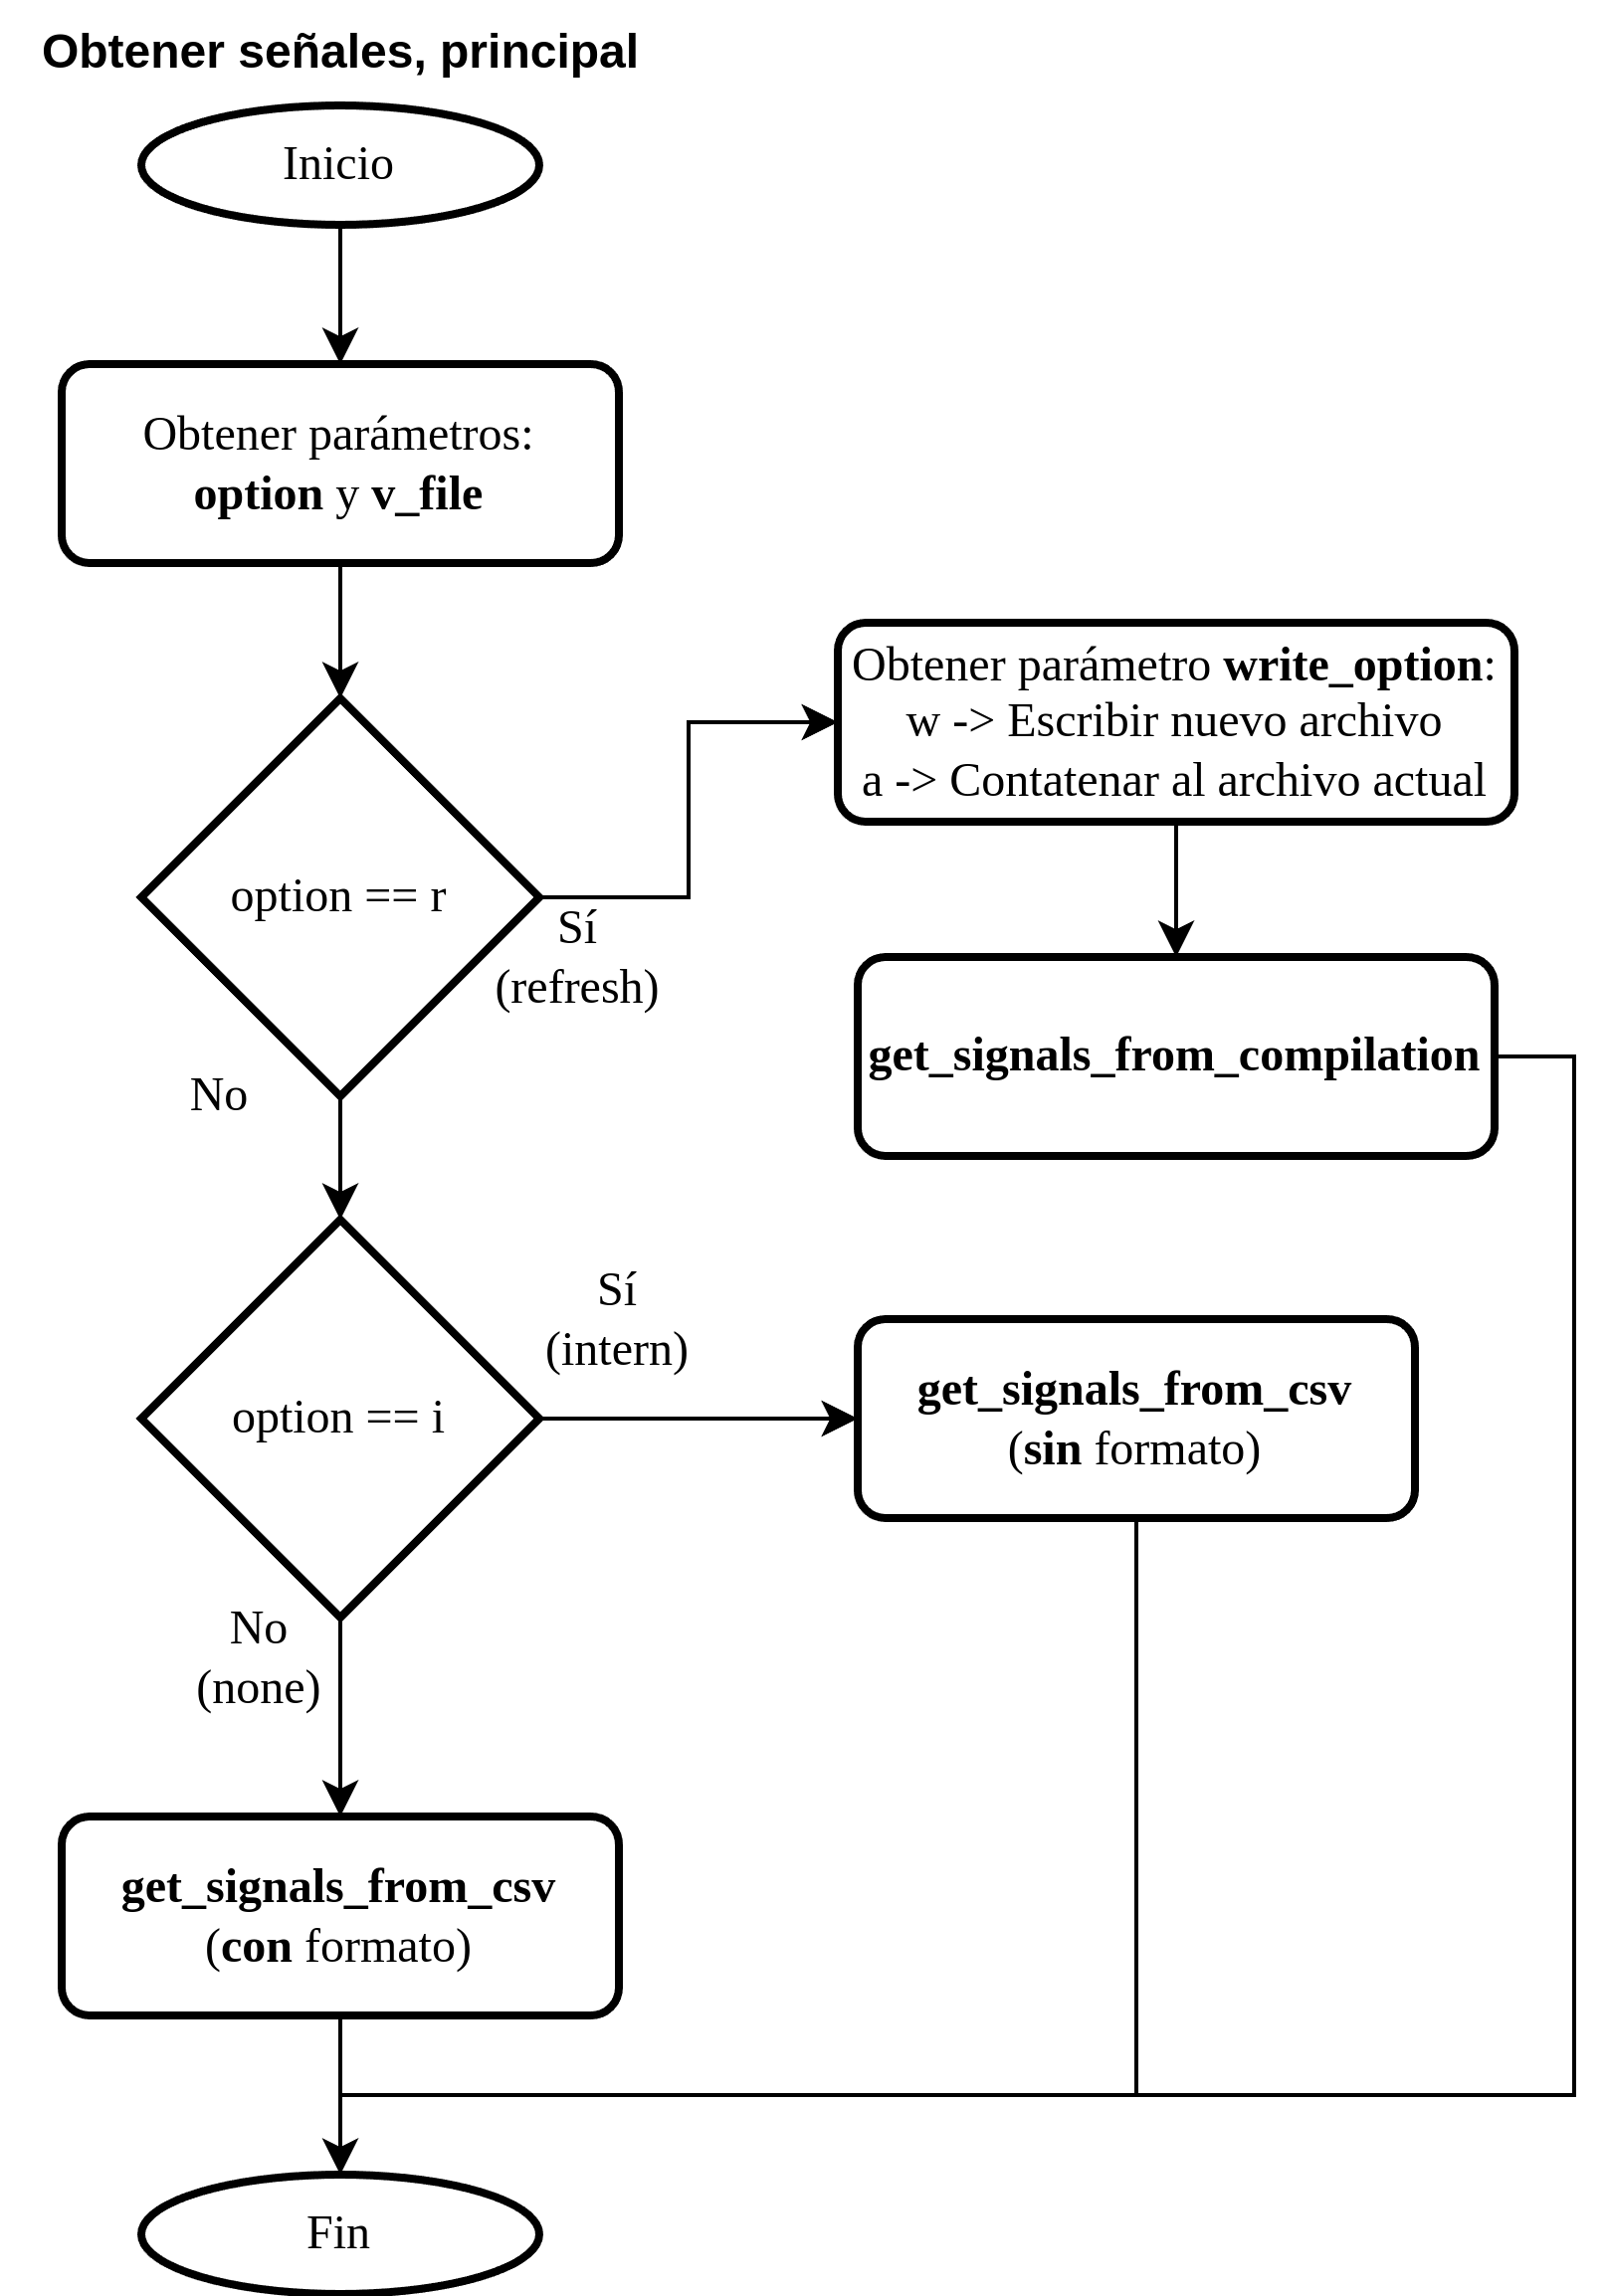 Obtener señales, principal
Inicio
Obtener parámetros:
option y v_file
option == r
Sí
(refresh)
Obtener parámetro write_option:
w -> Escribir nuevo archivo
a -> Contatenar al archivo actual
get_signals_from_compilation
No
option == i
Sí
(intern)
get_signals_from_csv
(sin formato)
No
(none)
get_signals_from_csv
(con formato)
Fin